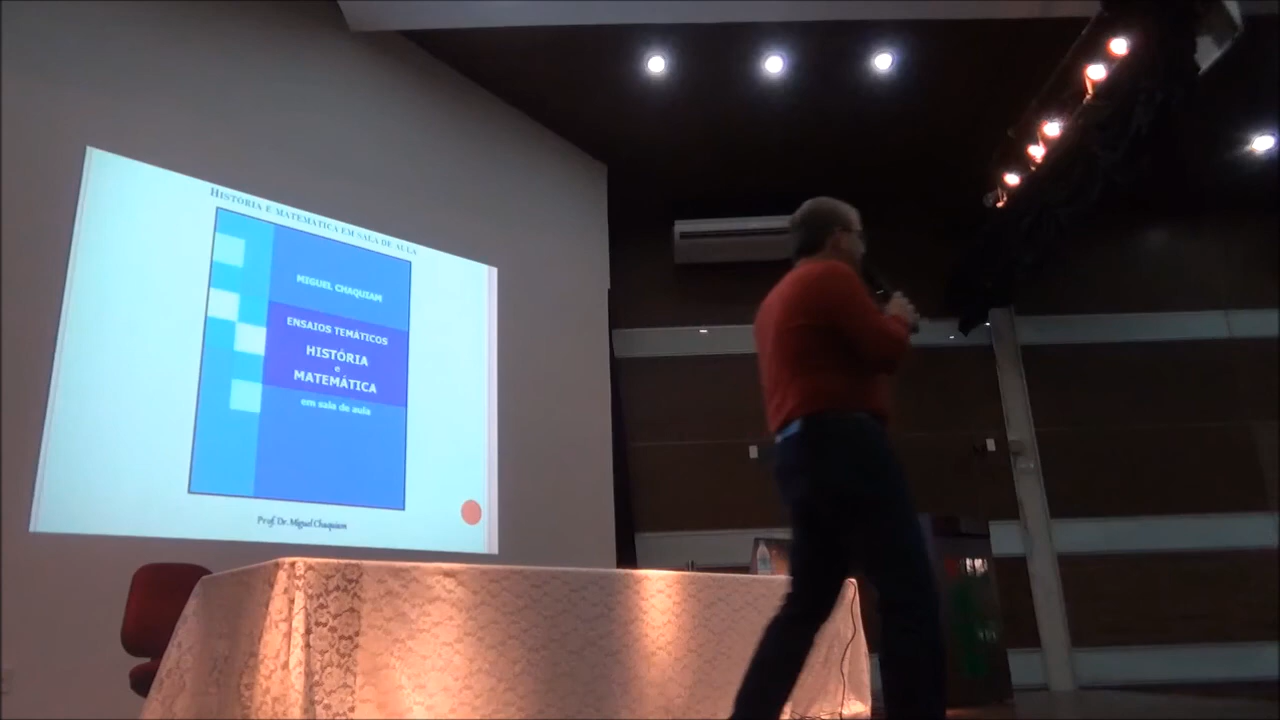 HISTÓRIA E MATEMÁTICA EM SALA DE AULA
MIGUEL CHAQUIAM
ENSAIOS TEMÁTICOS
HISTÓRIA
e
MATEMÁTICA
em sala de aula
Prof. Dr. Miguel Chaquiam